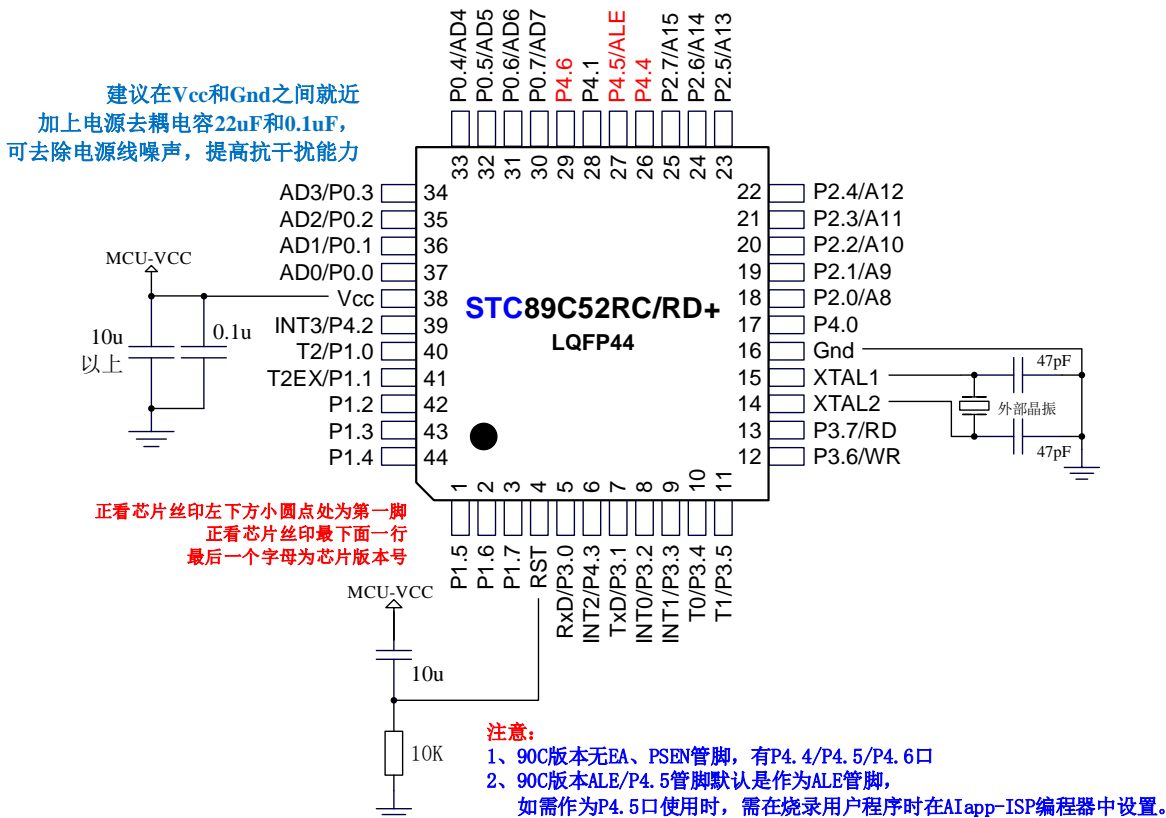 P0.4/AD4
P0.5/AD5
P0.6/AD6
P0.7/AD7
P4.6
P4.1
P4.5/ALE
P4.4
P2.7/A15
P2.6/A14
P2.5/A13
33
32
31
30
29
28
27
26
25
24
23
建议在Vcc和Gnd之间就近
加上电源去耦电容22uF和0.1uF，
可去除电源线噪声，提高抗干扰能力
AD3/P0.3 34
AD2/P0.2 35
AD1/P0.1 36
AD0/P0.0 37
Vcc 38
INT3/P4.2 39
T2/P1.0 40
T2EX/P1.1 41
P1.2 42
P1.3 43
P1.4 44
MCU-VCC
10u
以上
0.1u
STC89C52RC/RD+
LQFP44
22 P2.4/A12
21 P2.3/A11
20 P2.2/A10
19 P2.1/A9
18 P2.0/A8
17 P4.0
16 Gnd
15 XTAL1
14 XTAL2
13 P3.7/RD
12 P3.6/WR
47pF
外部晶振
47pF
1
2
3
4
5
6
7
8
9
10
11
P1.5
P1.6
P1.7
RST
RxD/P3.0
INT2/P4.3
TxD/P3.1
INT0/P3.2
INT1/P3.3
T0/P3.4
T1/P3.5
正看芯片丝印左下方小圆点处为第一脚
正看芯片丝印最下面一行
最后一个字母为芯片版本号
MCU-VCC
10u
10K
注意：
1、90C版本无EA、PSEN管脚，有P4.4/P4.5/P4.6口
2、90C版本ALE/P4.5管脚默认是作为ALE管脚，
如需作为P4.5口使用时，需在烧录用户程序时在AIapp-ISP编程器中设置。